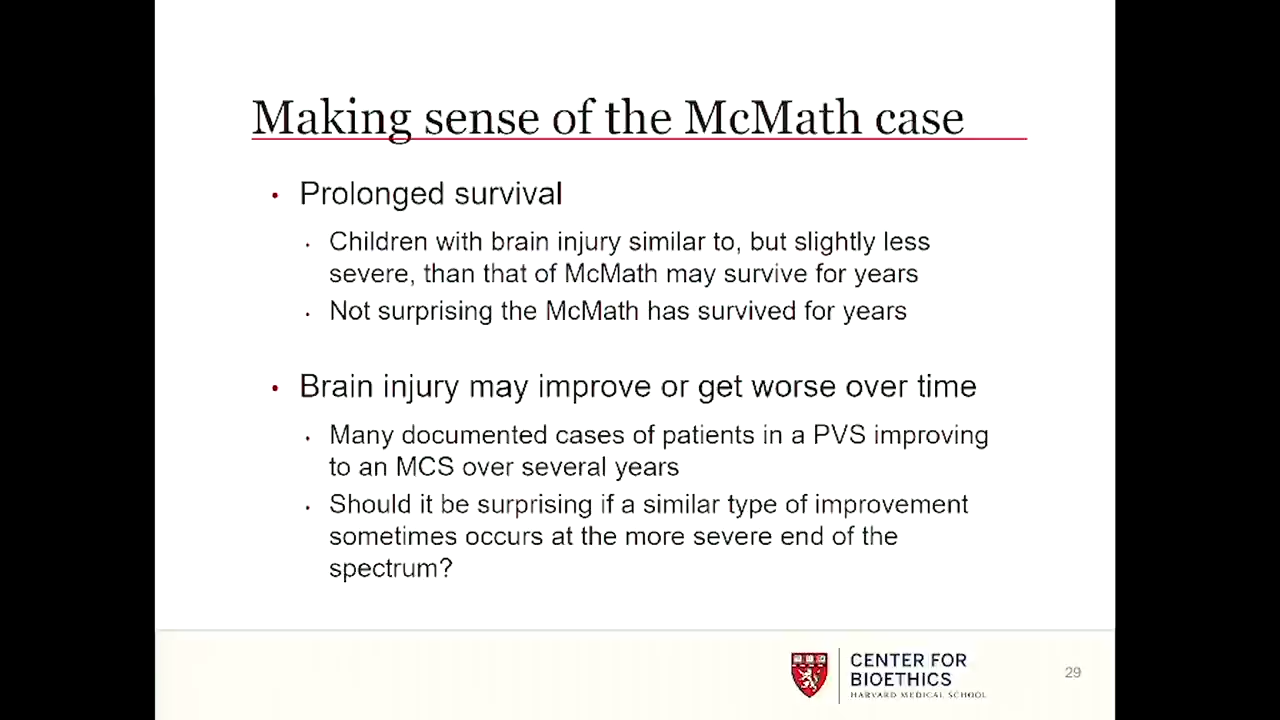 Making sense of the McMath case
• Prolonged survival
• Children with brain injury similar to, but slightly less
severe, than that of McMath may survive for years
• Not surprising the McMath has survived for years
• Brain injury may improve or get worse over time
• Many documented cases of patients in a PVS improving
to an MCS over several years
• Should it be surprising if a similar type of improvement
sometimes occurs at the more severe end of the
spectrum?
CENTER FOR
BIOETHICS
HARVARD MEDICAL SCHOOL
29